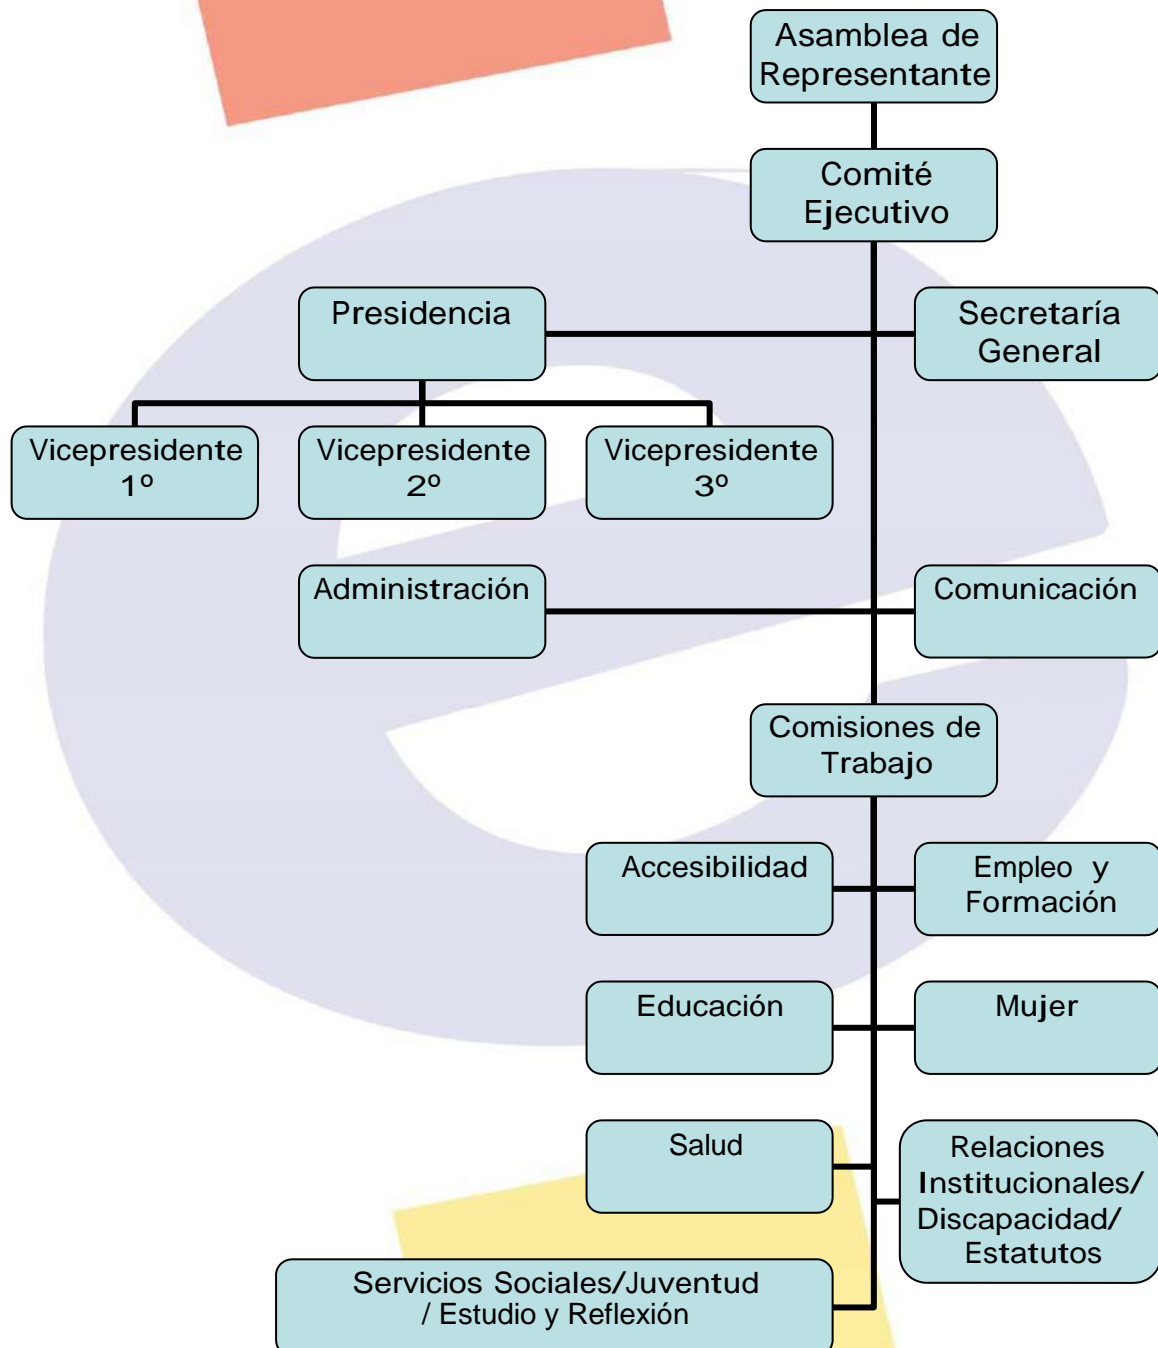 Asamblea de
Representante
Comité
Ejecutivo
Presidencia
Secretaría
General
Vicepresidente
1º
Vicepresidente
2º
Vicepresidente
3º
Administración
Comunicación
Comisiones de
Trabajo
Accesibilidad
Empleo y
Formación
Educación
Mujer
Salud
Relaciones
Institucionales/
Discapacidad/
Estatutos
Servicios Sociales/Juventud
/ Estudio y Reflexión